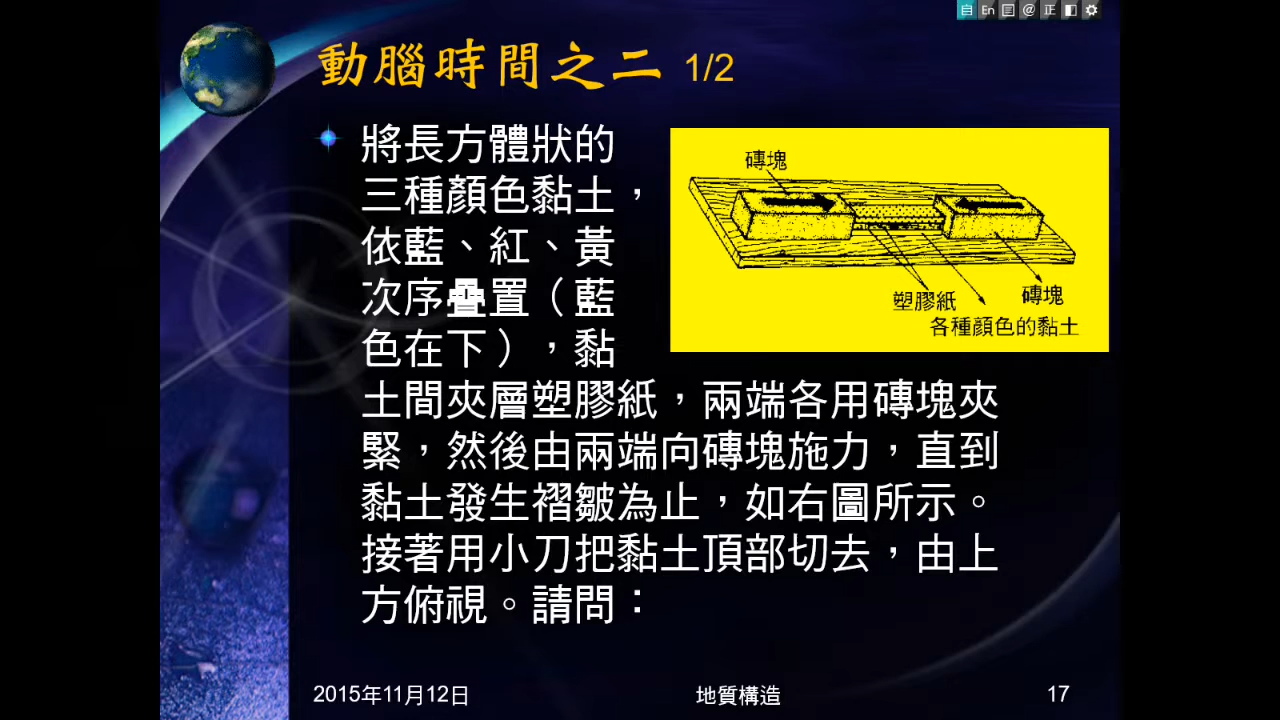 自 En @ 正
動腦時間之二 1/2
將長方體狀的
三種顏色黏土，
依藍、紅、黃
次序疊置（藍
色在下），黏
土間夾層塑膠紙，兩端各用磚塊夾
緊，然後由兩端向磚塊施力，直到
黏土發生褶皺為止，如右圖所示。
接著用小刀把黏土頂部切去，由上
方俯視。請問：
磚塊
塑膠紙
磚塊
各種顏色的黏土
2015年11月12日
地質構造
17